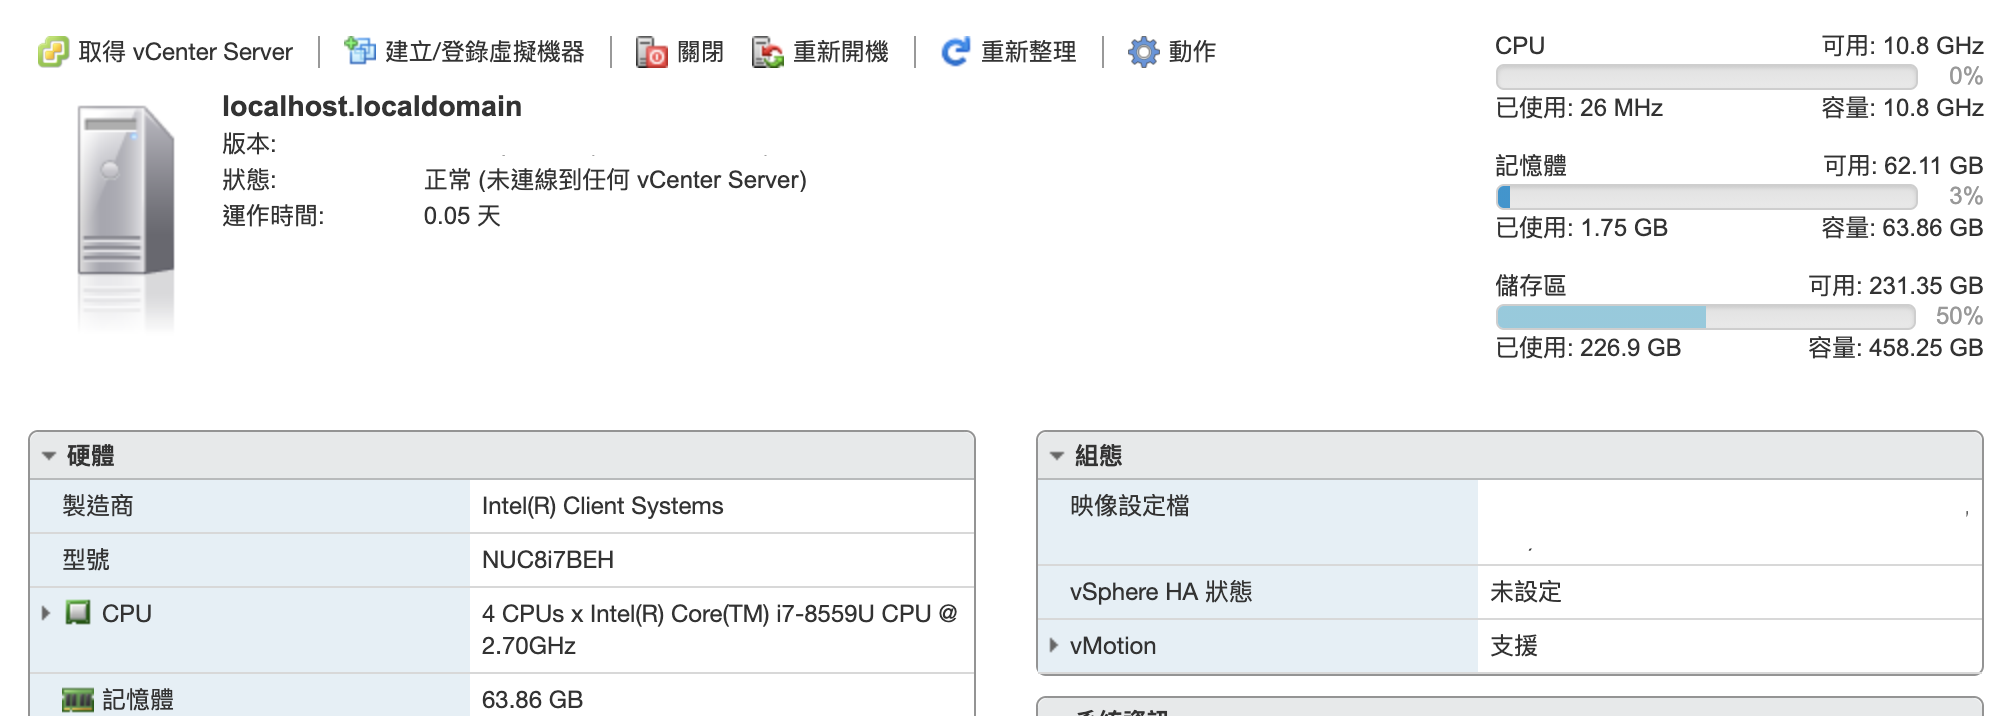 取得 vCenter Server
建立/登錄虛擬機器
關閉
重新開機
重新整理
動作
localhost.localdomain
版本:
狀態: 正常 (未連線到任何 vCenter Server)
運作時間: 0.05 天
CPU 可用: 10.8 GHz
0%
已使用: 26 MHz 容量: 10.8 GHz
記憶體 可用: 62.11 GB
3%
已使用: 1.75 GB 容量: 63.86 GB
儲存區 可用: 231.35 GB
50%
已使用: 226.9 GB 容量: 458.25 GB
硬體
製造商 Intel(R) Client Systems
型號 NUC8i7BEH
CPU 4 CPUs x Intel(R) Core(TM) i7-8559U CPU @
2.70GHz
記憶體 63.86 GB
組態
映像設定檔
vSphere HA 狀態 未設定
vMotion 支援